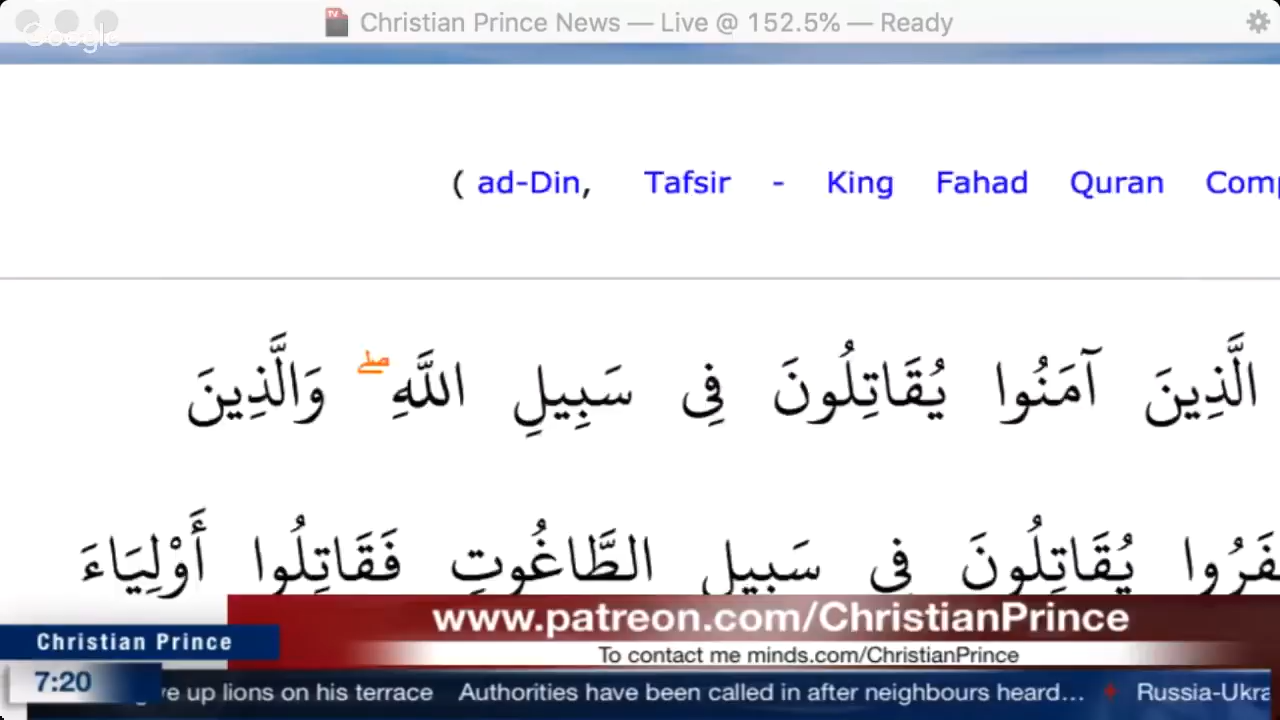 Christian Prince News — Live @ 152.5% — Ready
Google
( ad-Din, Tafsir - King Fahad Quran
الَّذِينَ آمَنُوا يُقَاتِلُونَ فِي سَبِيلِ اللَّهِ ۖ وَالَّذِينَ
يُقَاتِلُونَ فِي سَبِيلِ الطَّاغُوتِ فَقَاتِلُوا أَوْلِيَاءَ
www.patreon.com/ChristianPrince
Christian Prince
To contact me minds.com/ChristianPrince
7:20
up lions on his terrace Authorities have been called in after neighbours heard... Russia-Ukra